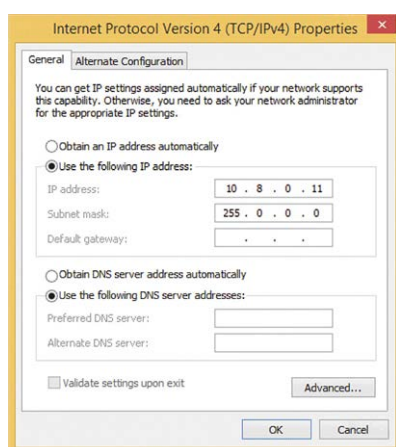 Internet Protocol Version 4 (TCP/IPv4) Properties
General Alternate Configuration
You can get IP settings assigned automatically if your network supports
this capability. Otherwise, you need to ask your network administrator
for the appropriate IP settings.
Obtain an IP address automatically
Use the following IP address:
IP address: 10 . 8 . 0 . 11
Subnet mask: 255 . 0 . 0 . 0
Default gateway: . . .
Obtain DNS server address automatically
Use the following DNS server addresses:
Preferred DNS server:
Alternate DNS server:
Validate settings upon exit
Advanced...
OK Cancel